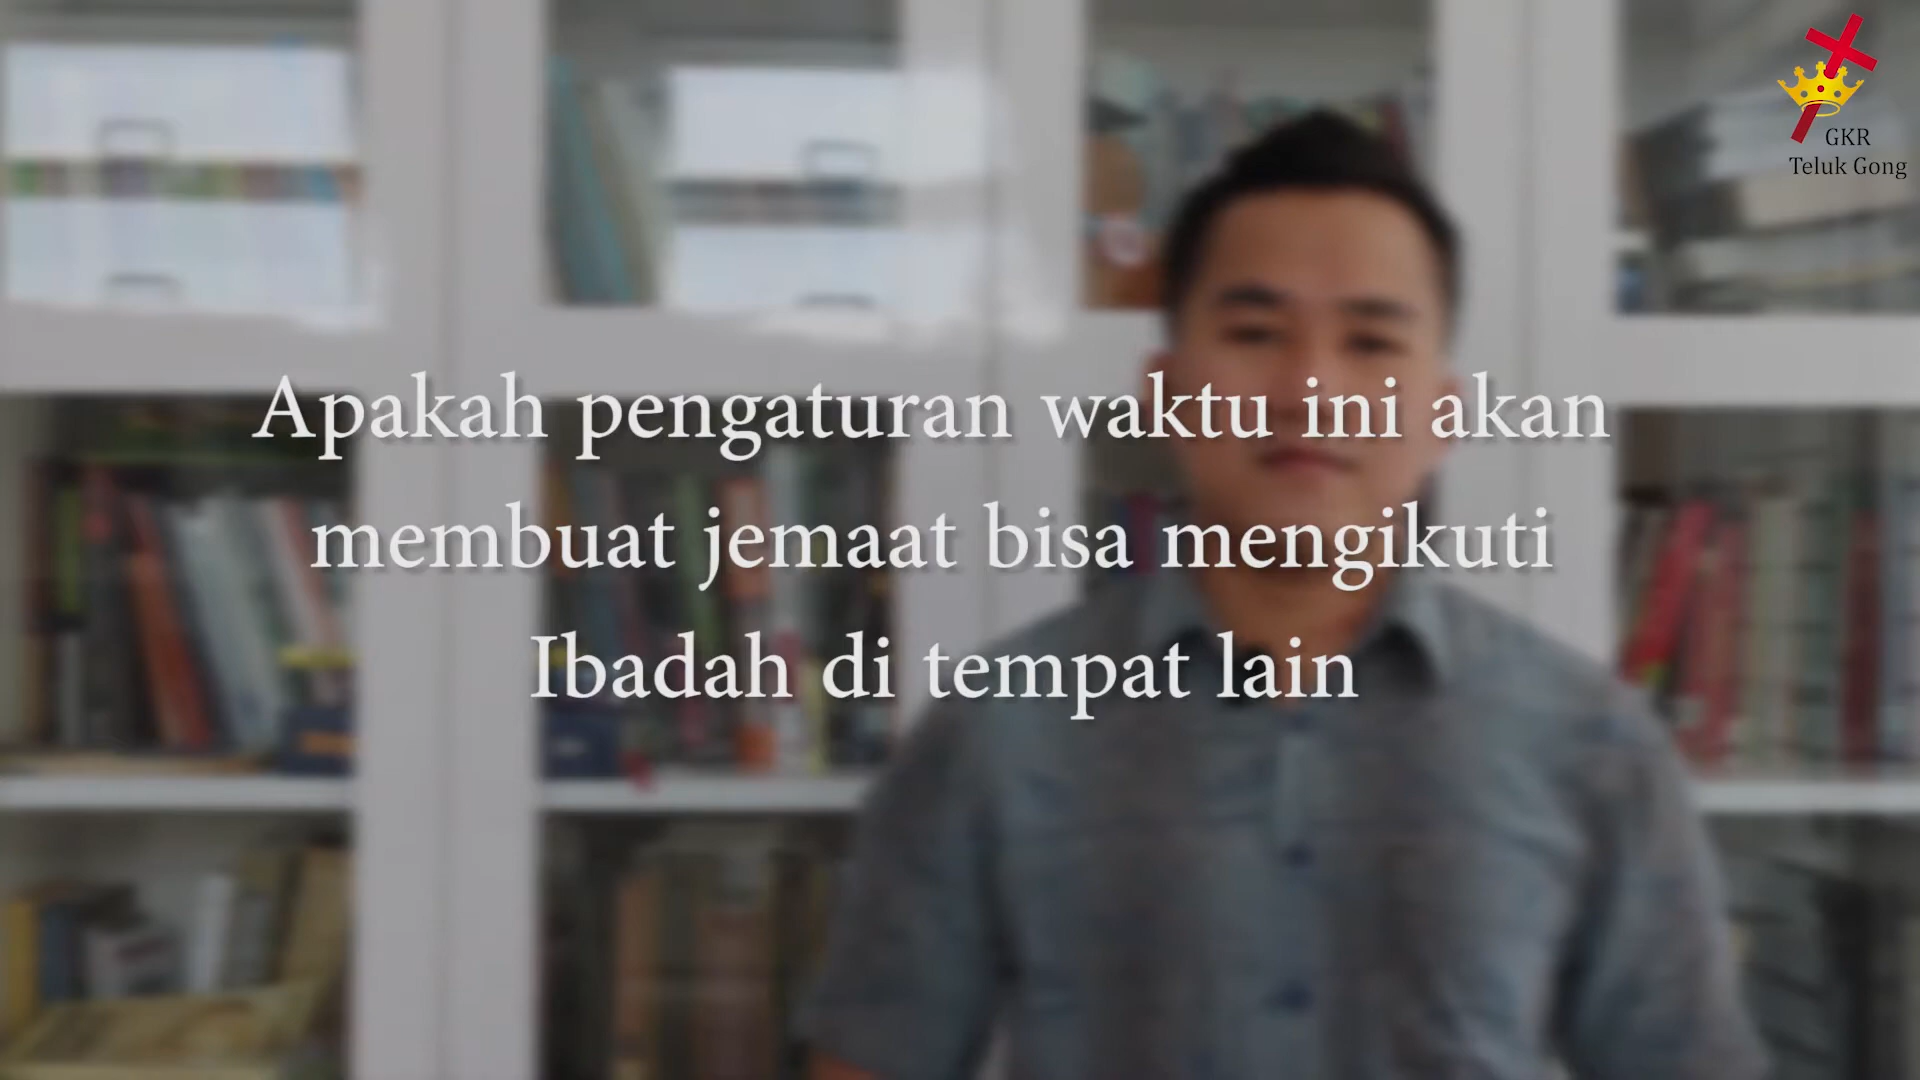 GKR
Teluk Gong
Apakah pengaturan waktu ini akan
membuat jemaat bisa mengikuti
Ibadah di tempat lain